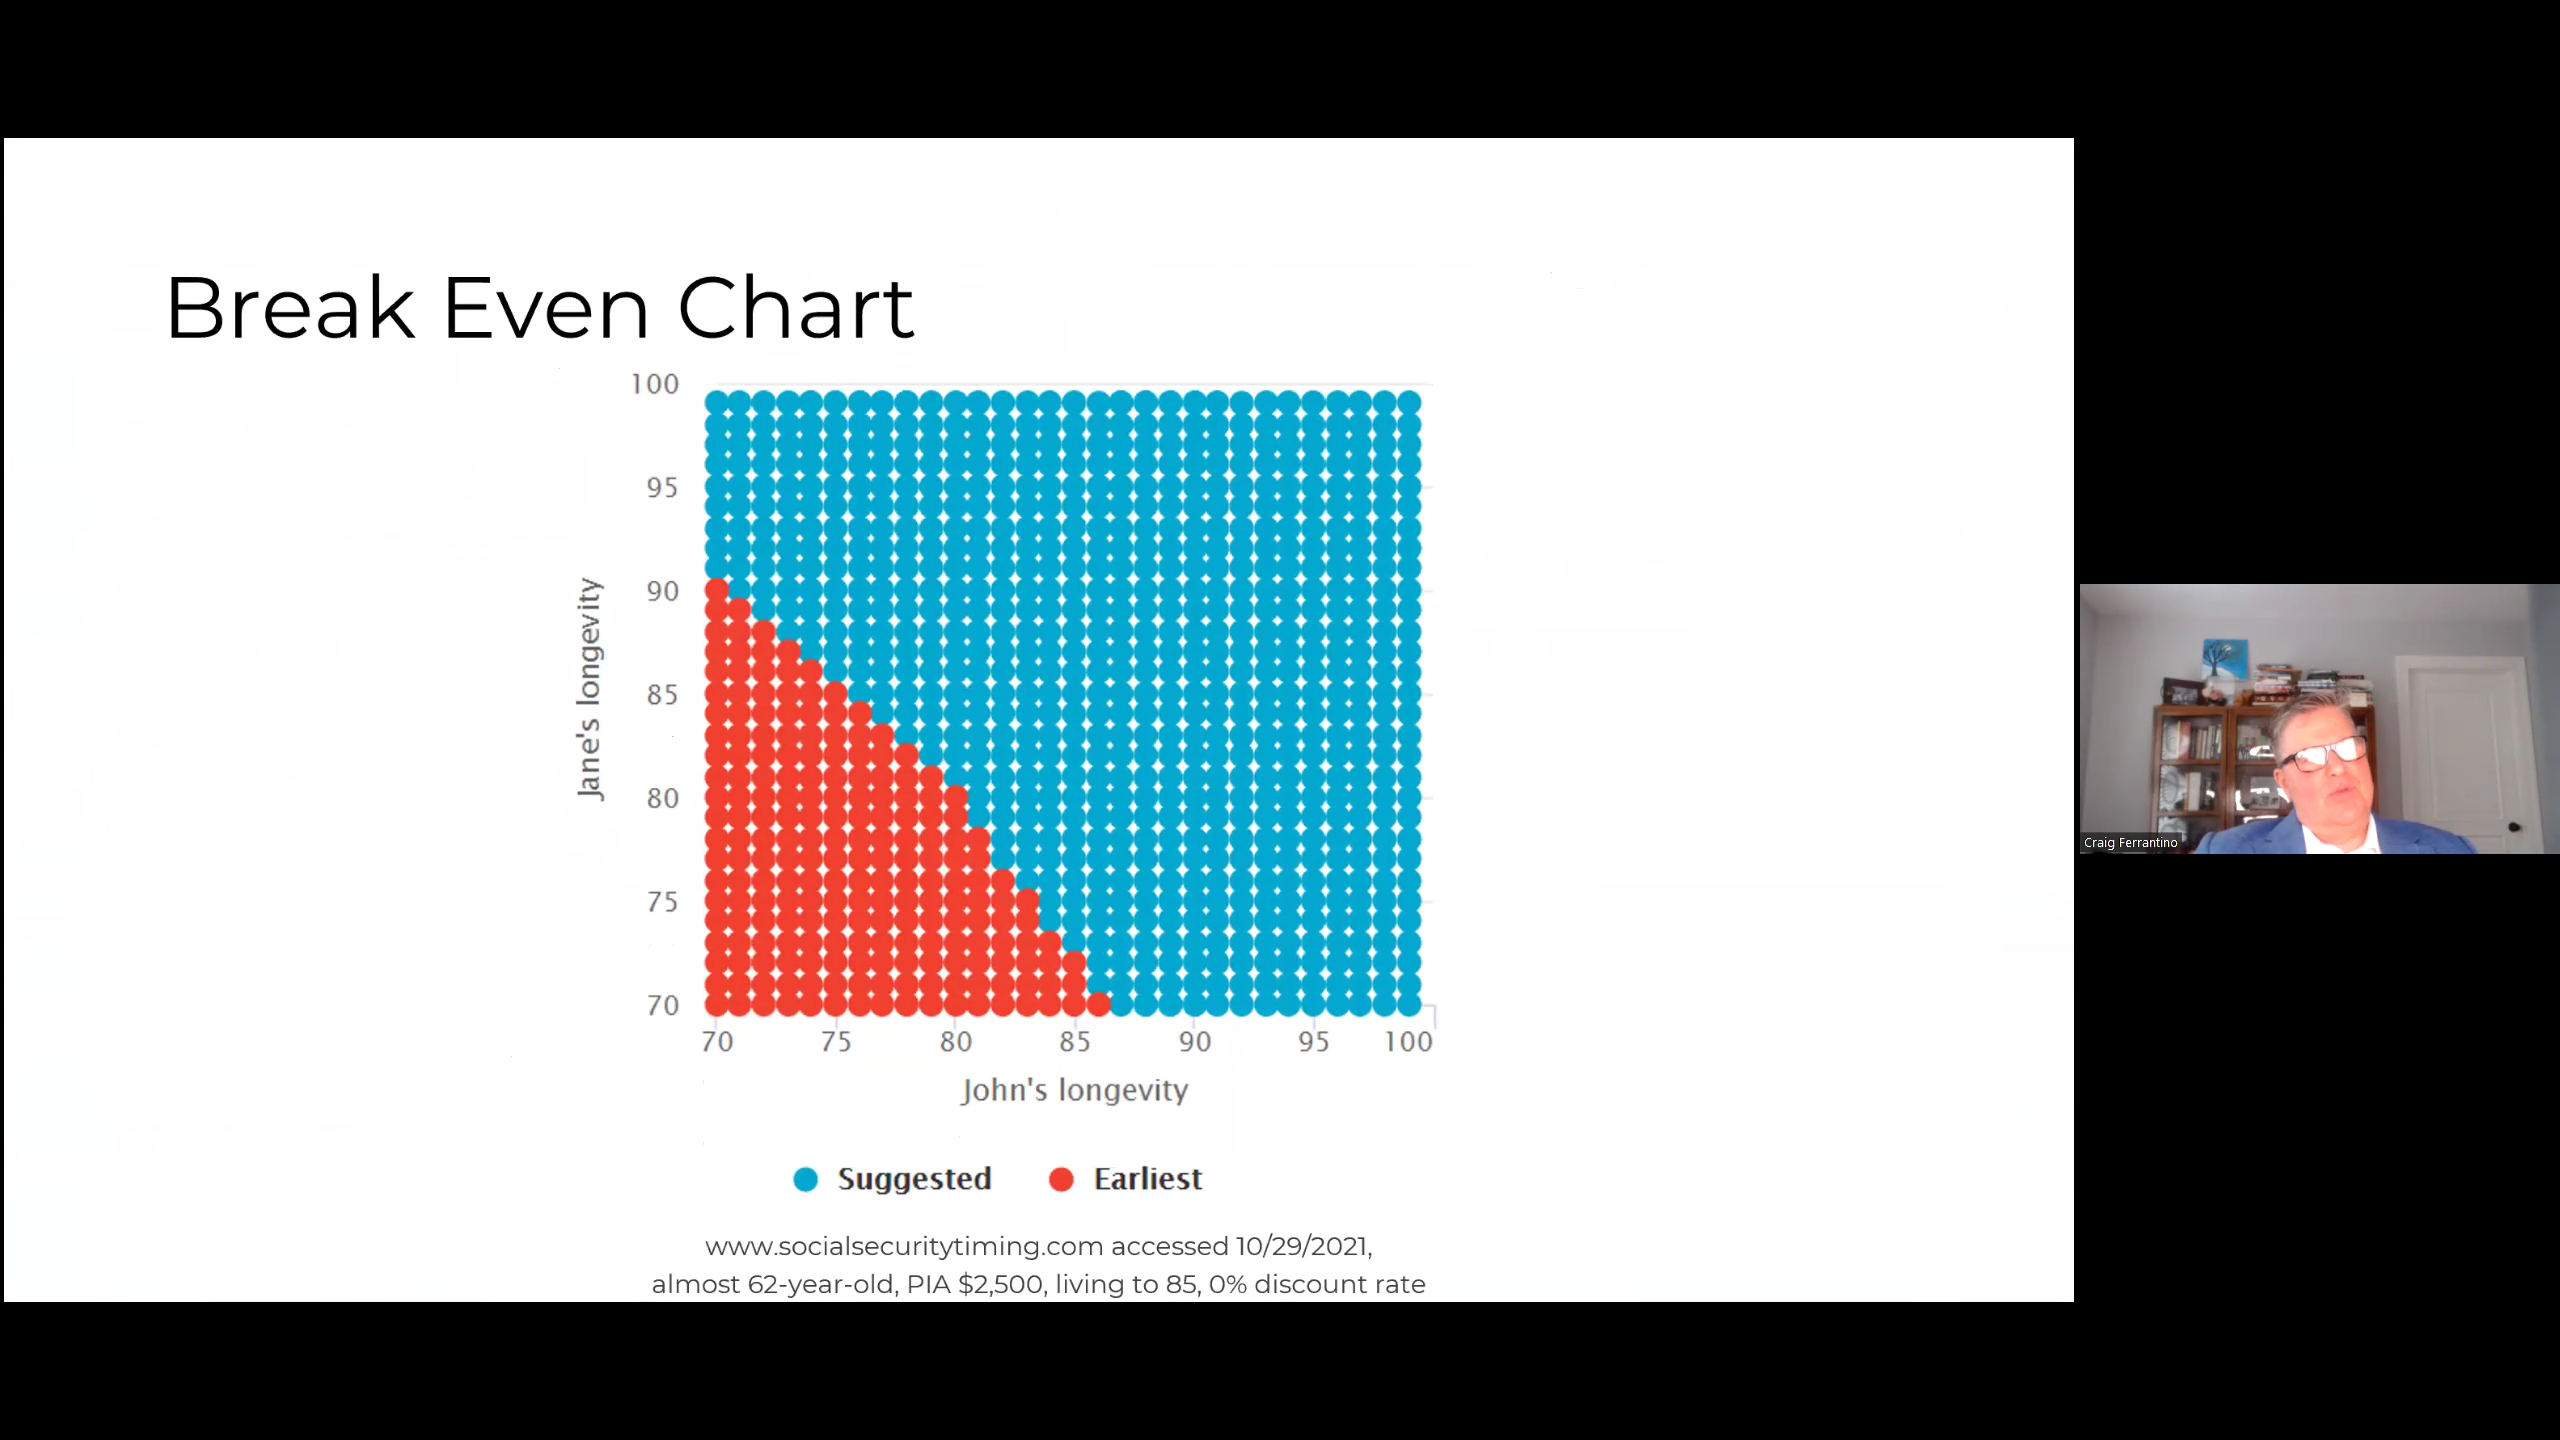 Break Even Chart
100
95
90
85
80
75
70
Jane's longevity
70 75 80 85 90 95 100
John's longevity
Suggested Earliest
www.socialsecuritytiming.com accessed 10/29/2021,
almost 62-year-old, PIA $2,500, living to 85, 0% discount rate
Craig Ferrantino